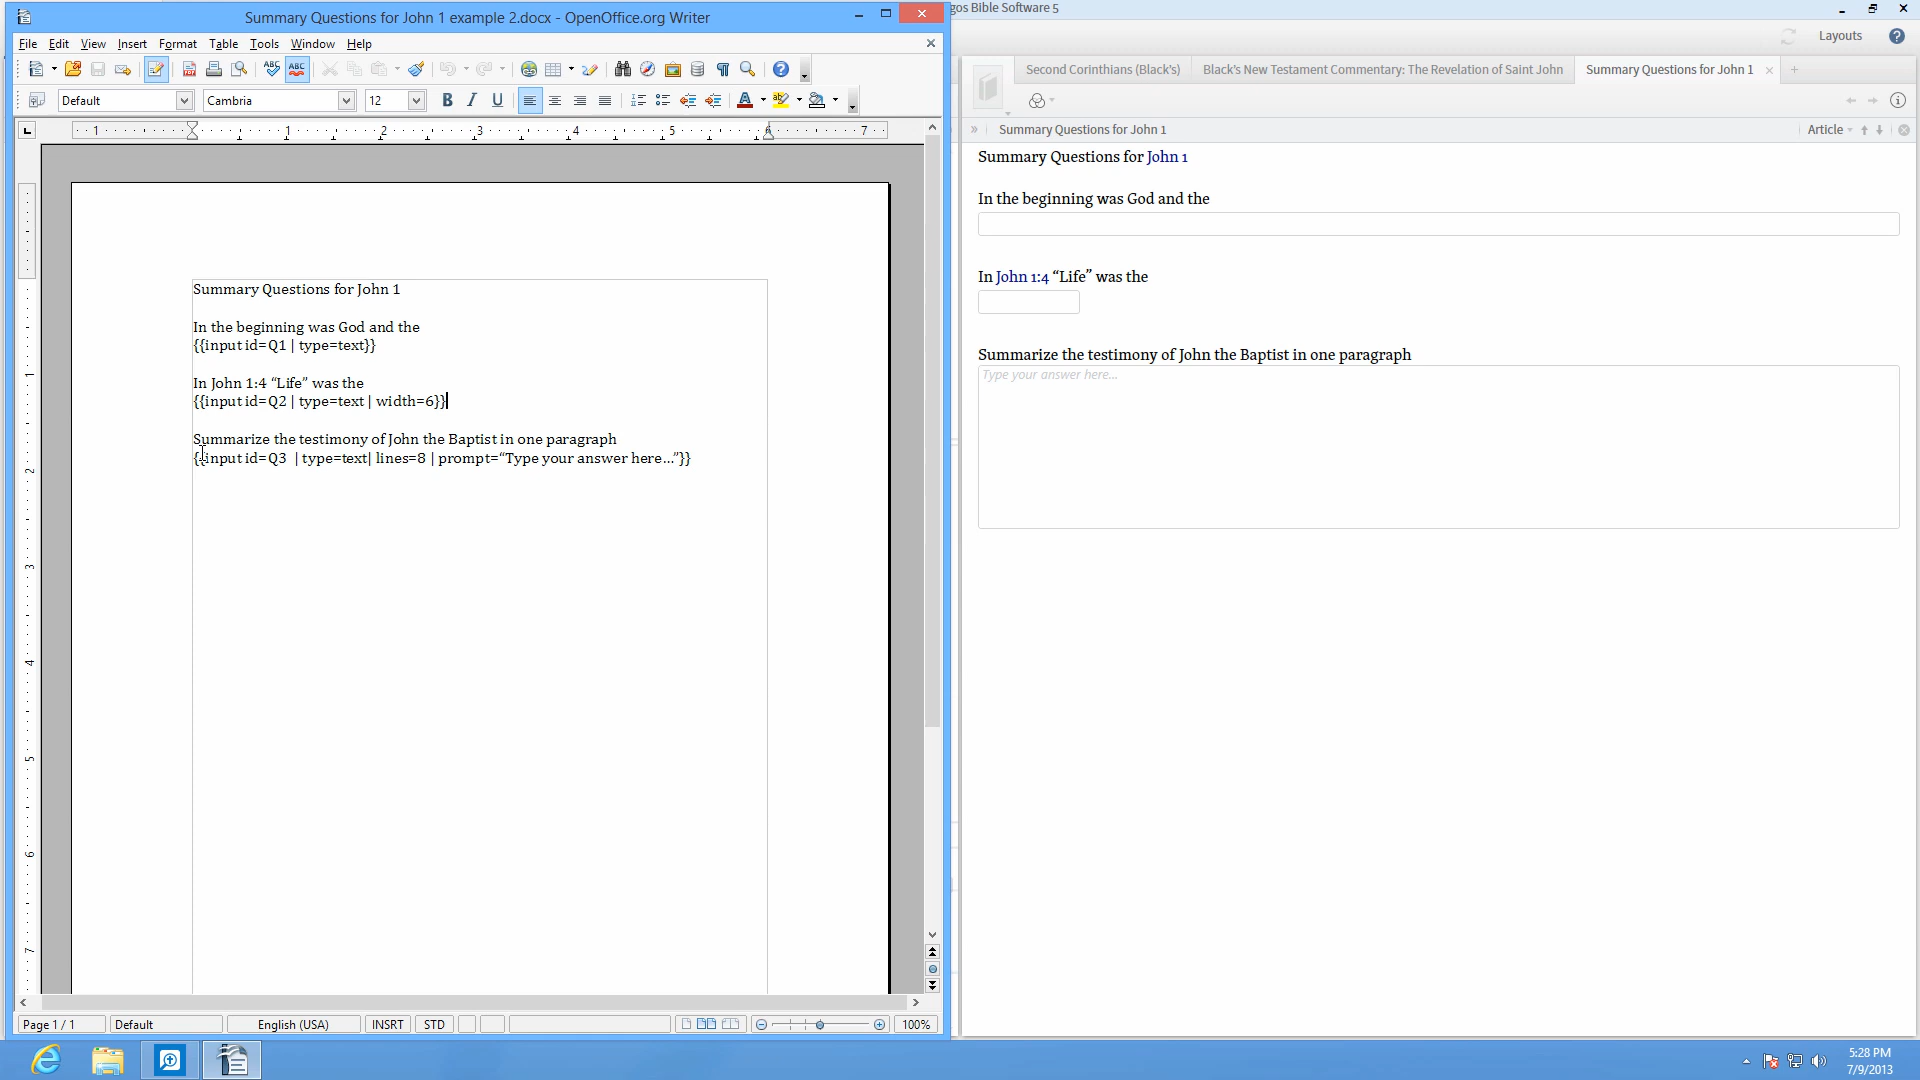 Summary Questions for John 1 example 2.docx - OpenOffice.org Writer
File Edit View Insert Format Table Tools Window Help
Default Cambria 12
Summary Questions for John 1
In the beginning was God and the
{{input id=Q1 | type=text}}
In John 1:4 “Life” was the
{{input id=Q2 | type=text | width=6}}
Summarize the testimony of John the Baptist in one paragraph
{{input id=Q3 | type=text| lines=8 | prompt=“Type your answer here...”}}
Page 1 / 1 Default English (USA) INSRT STD 100%
gos Bible Software 5
Layouts
Second Corinthians (Black's) Black's New Testament Commentary: The Revelation of Saint John Summary Questions for John 1
Summary Questions for John 1 Article
Summary Questions for John 1
In the beginning was God and the
In John 1:4 “Life” was the
Summarize the testimony of John the Baptist in one paragraph
Type your answer here...
5:28 PM
7/9/2013